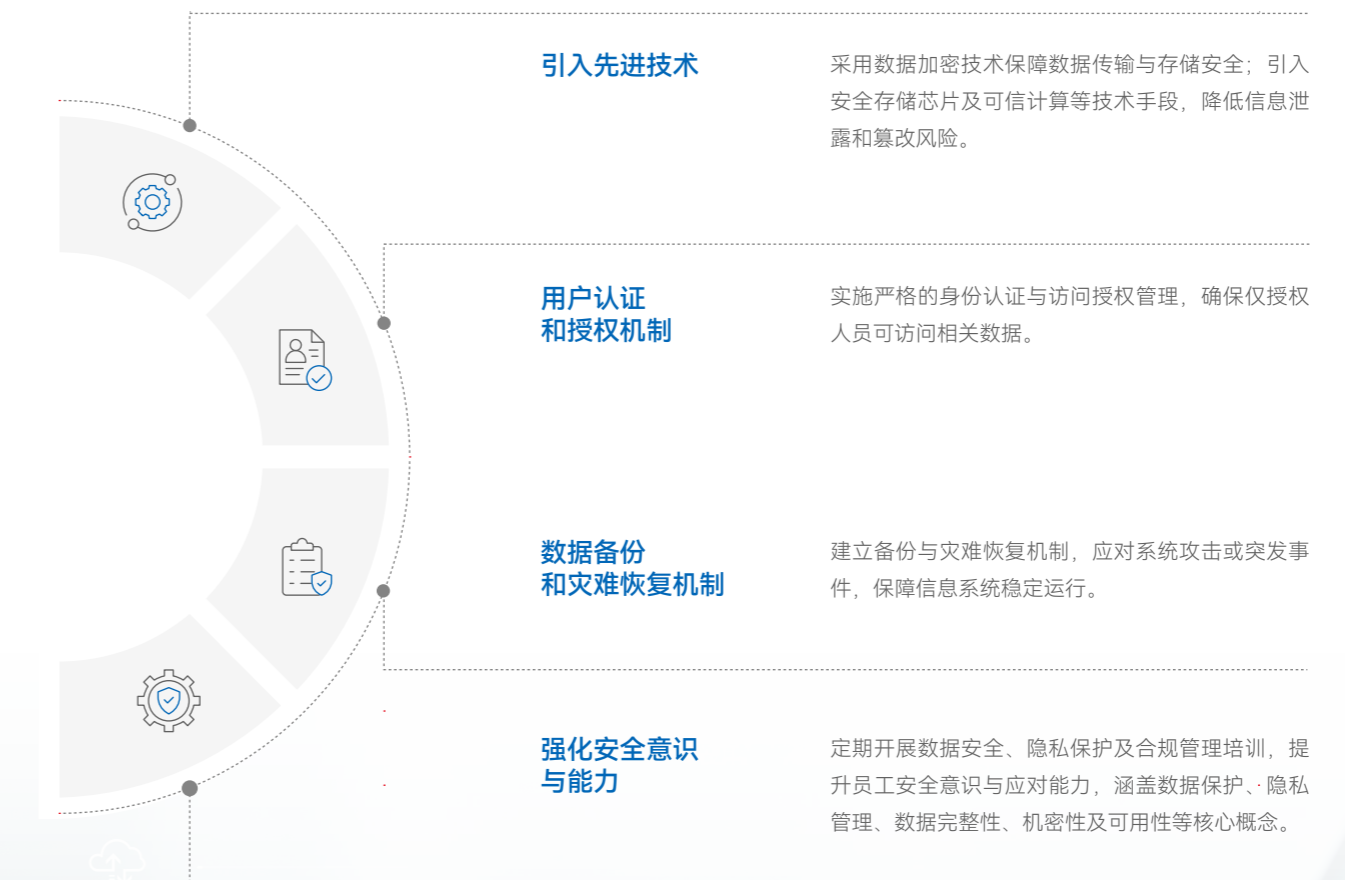 引入先进技术
采用数据加密技术保障数据传输与存储安全；引入
安全存储芯片及可信计算等技术手段，降低信息泄
露和篡改风险。
用户认证
和授权机制
实施严格的身份认证与访问授权管理，确保仅授权
人员可访问相关数据。
数据备份
和灾难恢复机制
建立备份与灾难恢复机制，应对系统攻击或突发事
件，保障信息系统稳定运行。
强化安全意识
与能力
定期开展数据安全、隐私保护及合规管理培训，提
升员工安全意识与应对能力，涵盖数据保护、隐私
管理、数据完整性、机密性及可用性等核心概念。